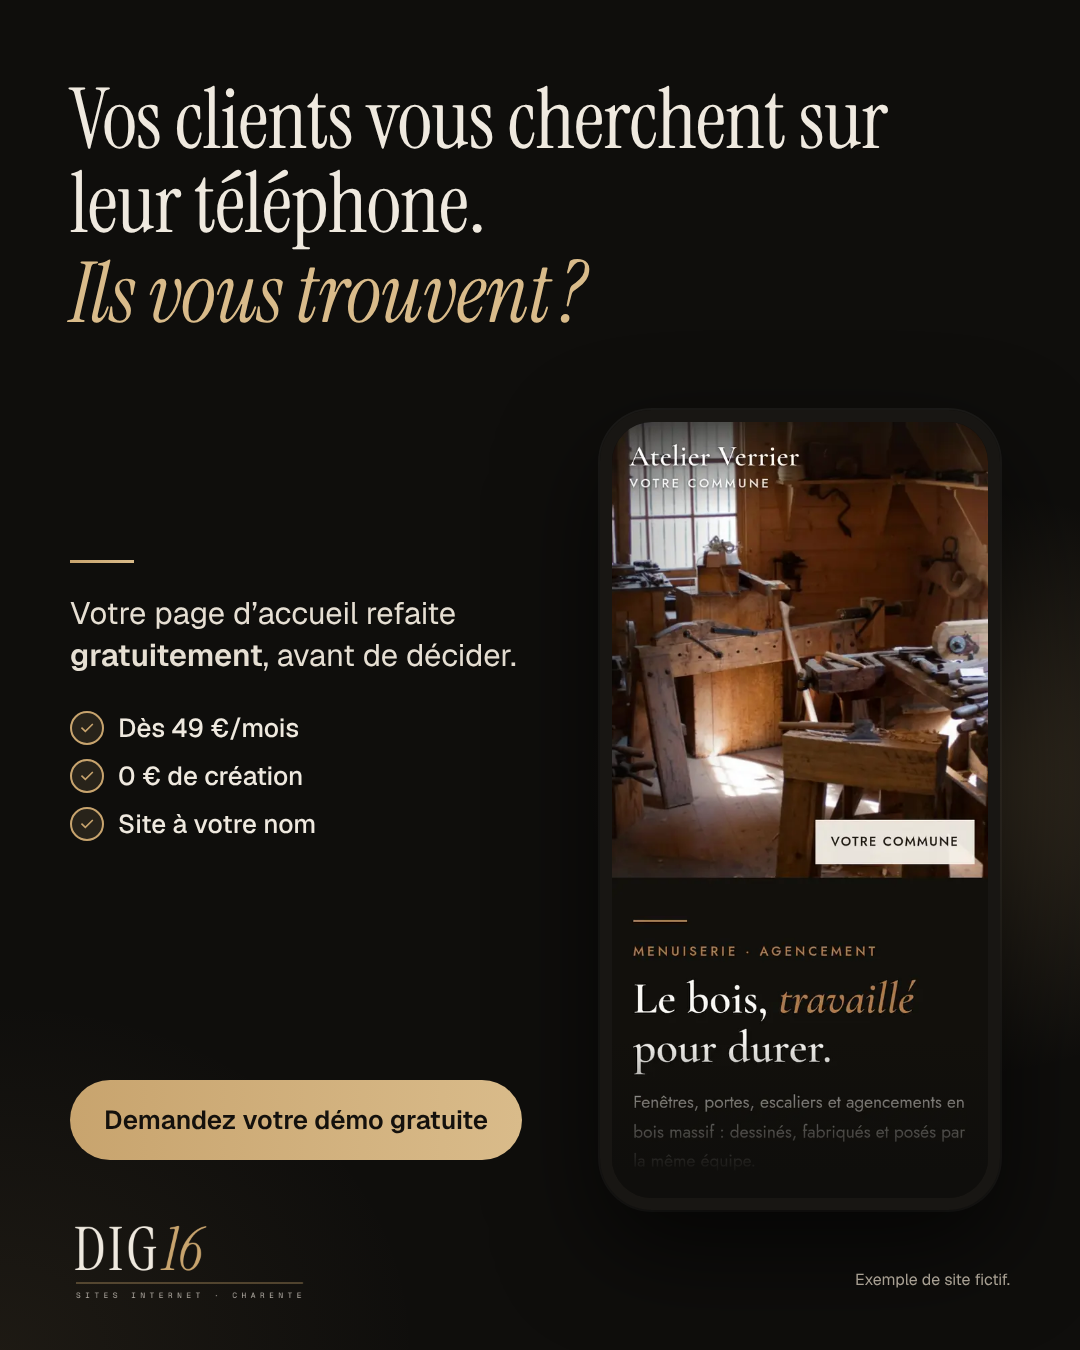 Vos clients vous cherchent sur
leur téléphone.
Ils vous trouvent ?
Votre page d’accueil refaite
gratuitement, avant de décider.
Dès 49 €/mois
0 € de création
Site à votre nom
Demandez votre démo gratuite
Atelier Verrier
VOTRE COMMUNE
VOTRE COMMUNE
MENUISERIE · AGENCEMENT
Le bois, travaillé
pour durer.
Fenêtres, portes, escaliers et agencements en
bois massif : dessinés, fabriqués et posés par
la même équipe.
DIG16
SITES INTERNET · CHARENTE
Exemple de site fictif.